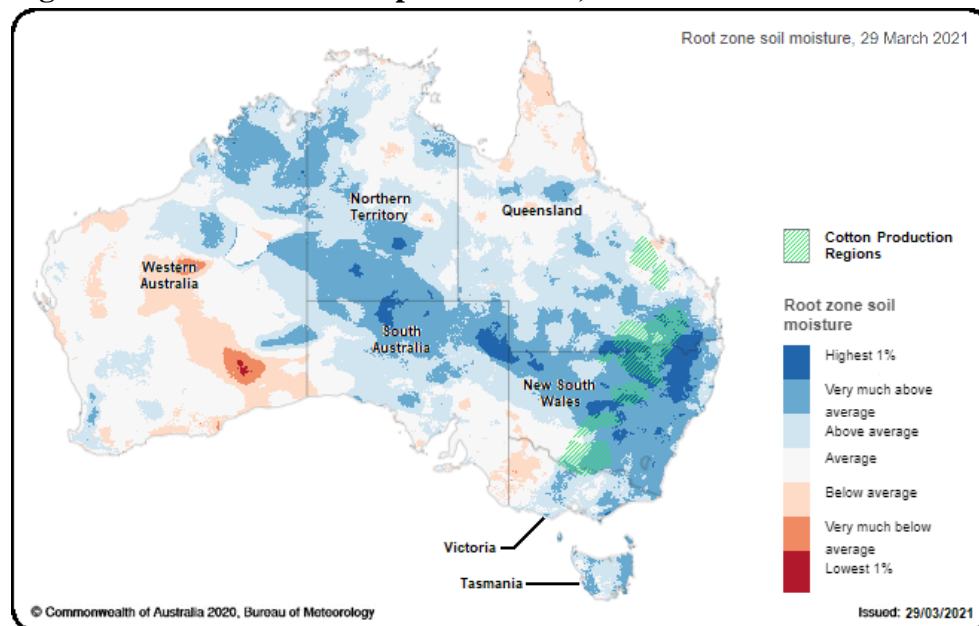 Root zone soil moisture, 29 March 2021
Northern
Territory
Queensland
Western
Australia
South
Australia
New South
Wales
Victoria
Tasmania
Cotton Production
Regions
Root zone soil
moisture
Highest 1%
Very much above
average
Above average
Average
Below average
Very much below
average
Lowest 1%
© Commonwealth of Australia 2020, Bureau of Meteorology
Issued: 29/03/2021